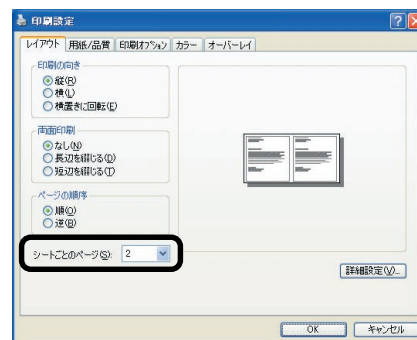 印刷設定
レイアウト 用紙/品質 印刷オプション カラー オーバーレイ
印刷の向き
縦(R)
横(L)
横置きに回転(E)
両面印刷
なし(N)
長辺を綴じる(D)
短辺を綴じる(T)
ページの順序
順(O)
逆(B)
シートごとのページ(S): 2
詳細設定(V)...
OK キャンセル